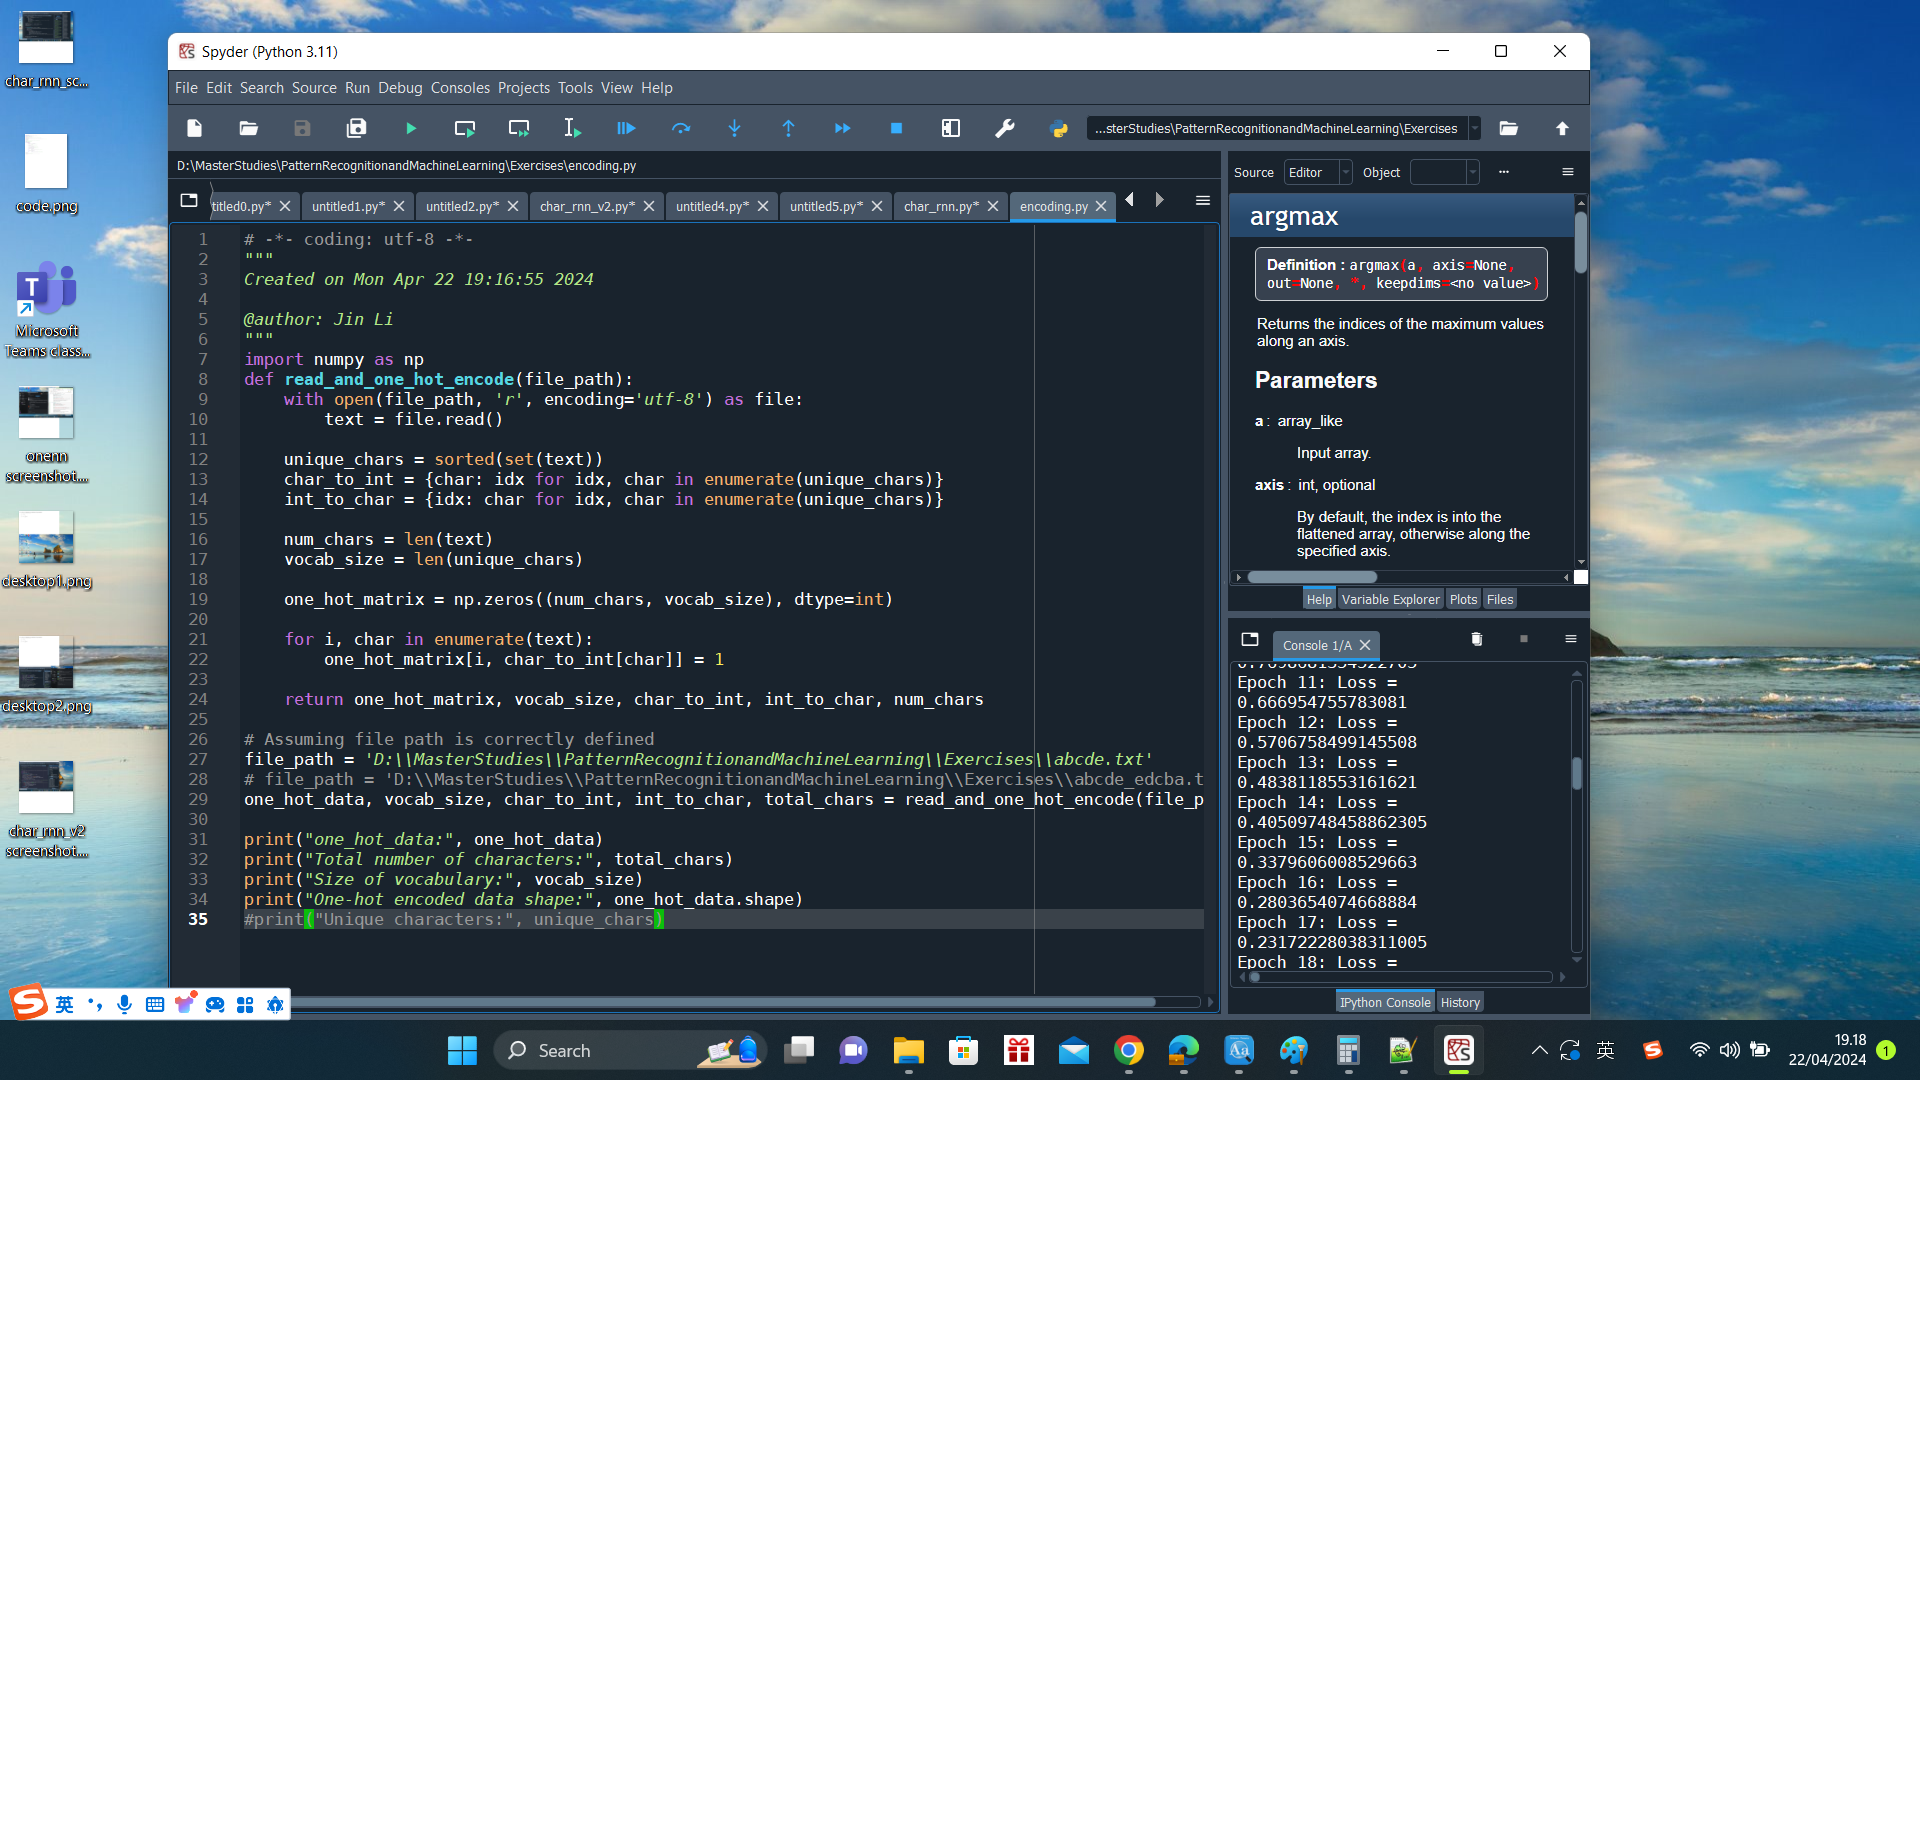 char_rnn_sc...
code.png
Microsoft
Teams class...
onenn
screenshot....
desktop1.png
desktop2.png
char_rnn_v2
screenshot....
Spyder (Python 3.11)
File Edit Search Source Run Debug Consoles Projects Tools View Help
...sterStudies\PatternRecognitionandMachineLearning\Exercises
D:\MasterStudies\PatternRecognitionandMachineLearning\Exercises\encoding.py
titled0.py* untitled1.py* untitled2.py* char_rnn_v2.py* untitled4.py* untitled5.py* char_rnn.py* encoding.py
1 # -*- coding: utf-8 -*-
2 """
3 Created on Mon Apr 22 19:16:55 2024
4
5 @author: Jin Li
6 """
7 import numpy as np
8 def read_and_one_hot_encode(file_path):
9     with open(file_path, 'r', encoding='utf-8') as file:
10         text = file.read()
11
12     unique_chars = sorted(set(text))
13     char_to_int = {char: idx for idx, char in enumerate(unique_chars)}
14     int_to_char = {idx: char for idx, char in enumerate(unique_chars)}
15
16     num_chars = len(text)
17     vocab_size = len(unique_chars)
18
19     one_hot_matrix = np.zeros((num_chars, vocab_size), dtype=int)
20
21     for i, char in enumerate(text):
22         one_hot_matrix[i, char_to_int[char]] = 1
23
24     return one_hot_matrix, vocab_size, char_to_int, int_to_char, num_chars
25
26 # Assuming file path is correctly defined
27 file_path = 'D:\\MasterStudies\\PatternRecognitionandMachineLearning\\Exercises\\abcde.txt'
28 # file_path = 'D:\\MasterStudies\\PatternRecognitionandMachineLearning\\Exercises\\abcde_edcba.t
29 one_hot_data, vocab_size, char_to_int, int_to_char, total_chars = read_and_one_hot_encode(file_p
30
31 print("one_hot_data:", one_hot_data)
32 print("Total number of characters:", total_chars)
33 print("Size of vocabulary:", vocab_size)
34 print("One-hot encoded data shape:", one_hot_data.shape)
35 #print("Unique characters:", unique_chars)
Source Editor Object
argmax
Definition : argmax(a, axis=None,
out=None, *, keepdims=<no value>)
Returns the indices of the maximum values
along an axis.
Parameters
a : array_like
Input array.
axis : int, optional
By default, the index is into the
flattened array, otherwise along the
specified axis.
Help Variable Explorer Plots Files
Console 1/A
Epoch 11: Loss =
0.666954755783081
Epoch 12: Loss =
0.5706758499145508
Epoch 13: Loss =
0.4838118553161621
Epoch 14: Loss =
0.40509748458862305
Epoch 15: Loss =
0.3379606008529663
Epoch 16: Loss =
0.2803654074668884
Epoch 17: Loss =
0.23172228038311005
Epoch 18: Loss =
IPython Console History
S 英
Search
Aa
英
S
19.18
22/04/2024
1